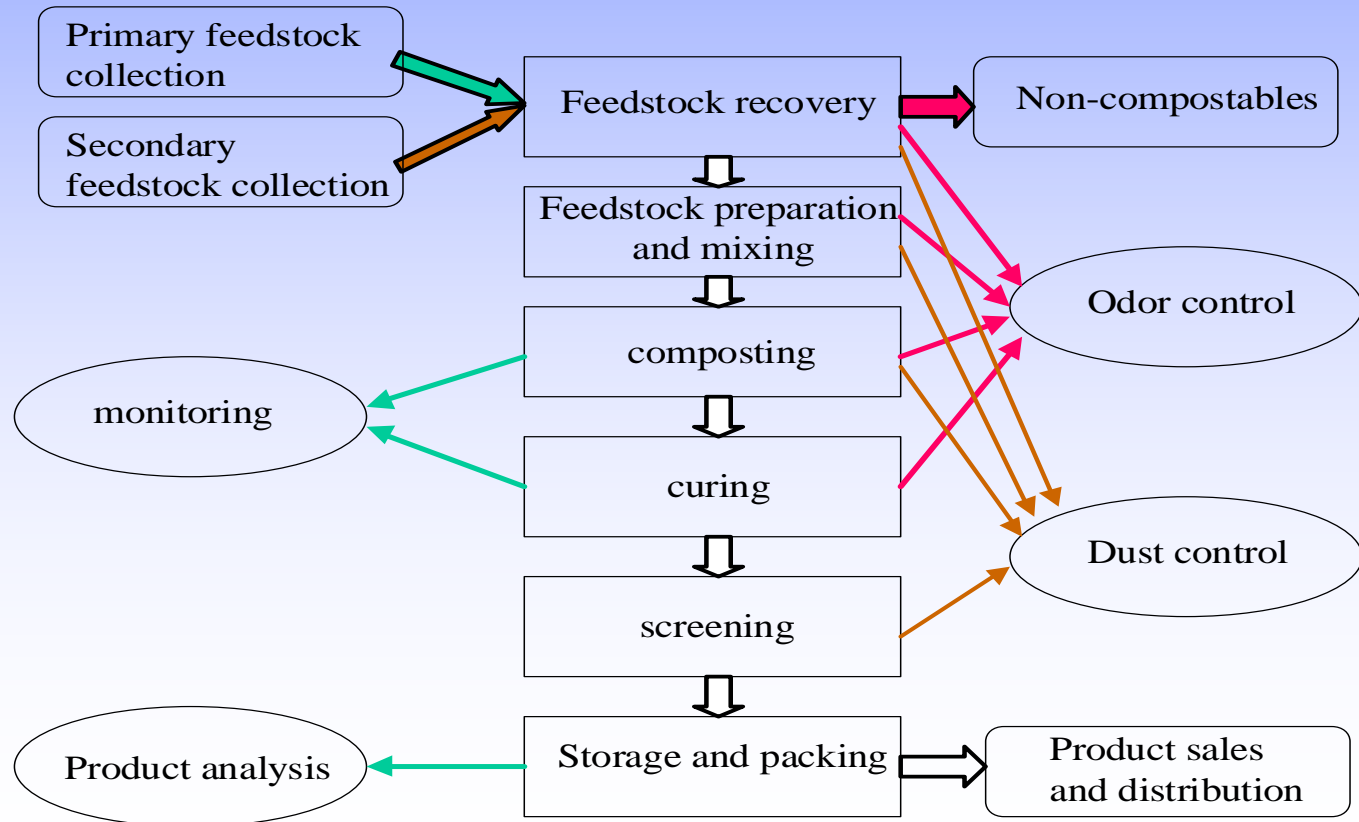 Primary feedstock
collection
Feedstock recovery
Non-compostables
Secondary
feedstock collection
Feedstock preparation
and mixing
Odor control
composting
monitoring
curing
Dust control
screening
Storage and packing
Product analysis
Product sales
and distribution